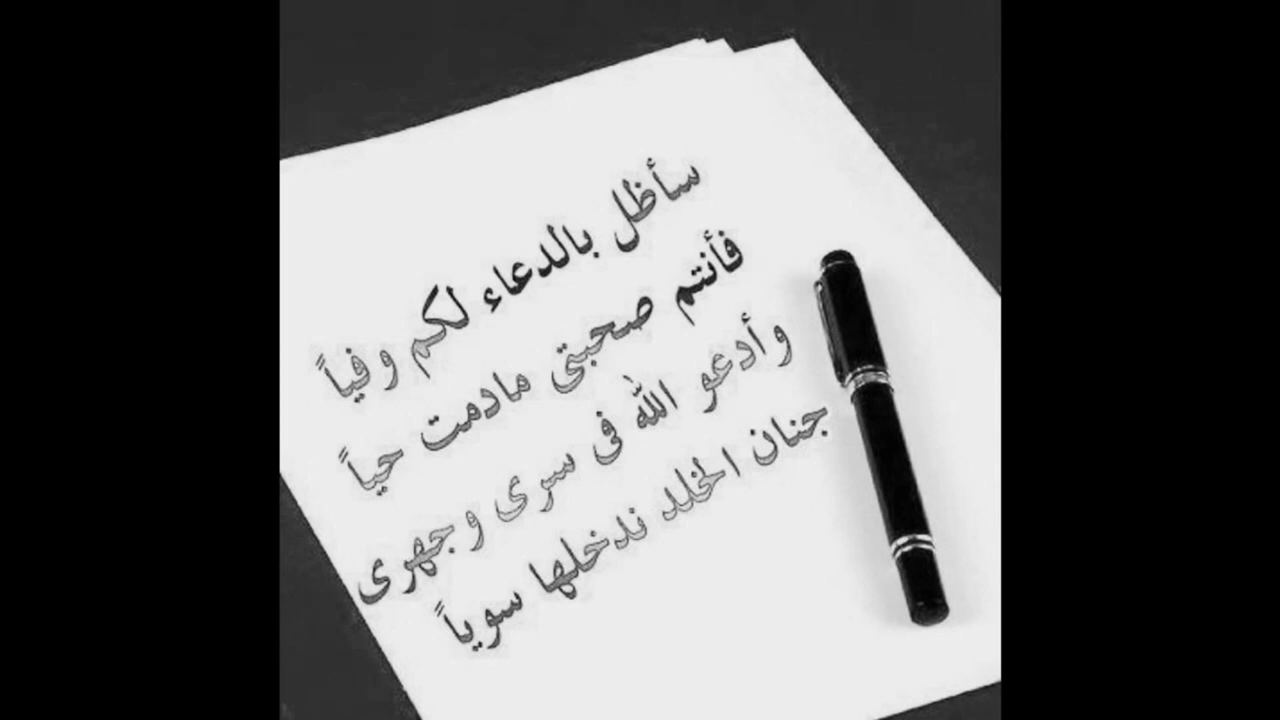 سأظل بالدعاء لكم وفياً
فأنتم صحبتى مادمت حياً
وأدعو الله فى سرى وجهرى
جنان الخلد ندخلها سوياً